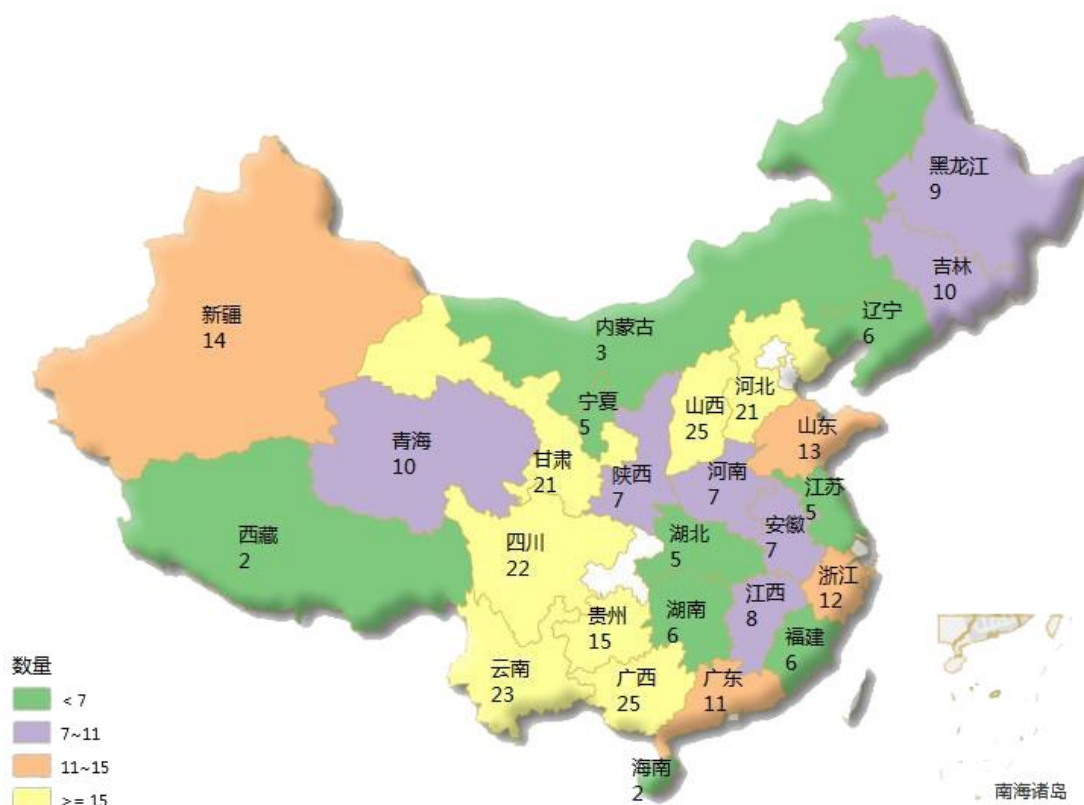 黑龙江
9
吉林
10
辽宁
6
新疆
14
内蒙古
3
宁夏
5
山西
25
河北
21
山东
13
青海
10
甘肃
21
陕西
7
河南
7
江苏
5
西藏
2
四川
22
湖北
5
安徽
7
浙江
12
贵州
15
湖南
6
江西
8
福建
6
云南
23
广西
25
广东
11
海南
2
数量
< 7
7~11
11~15
>= 15
南海诸岛